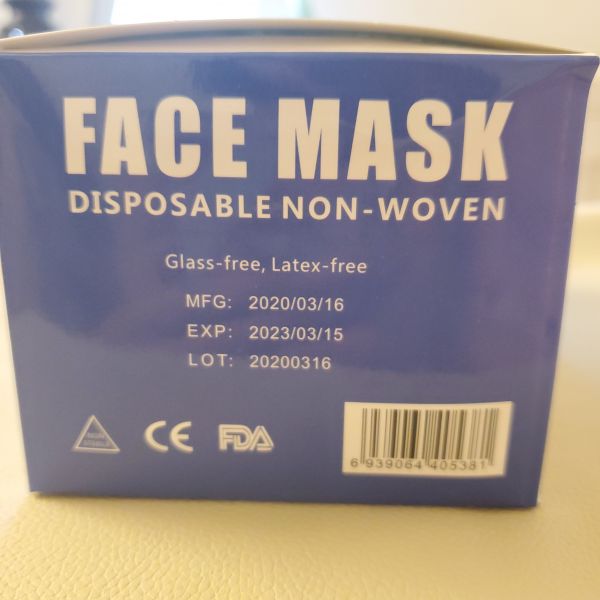 FACE MASK
DISPOSABLE NON-WOVEN
Glass-free, Latex-free
MFG: 2020/03/16
EXP: 2023/03/15
LOT: 20200316
CE FDA
6 939064 405381